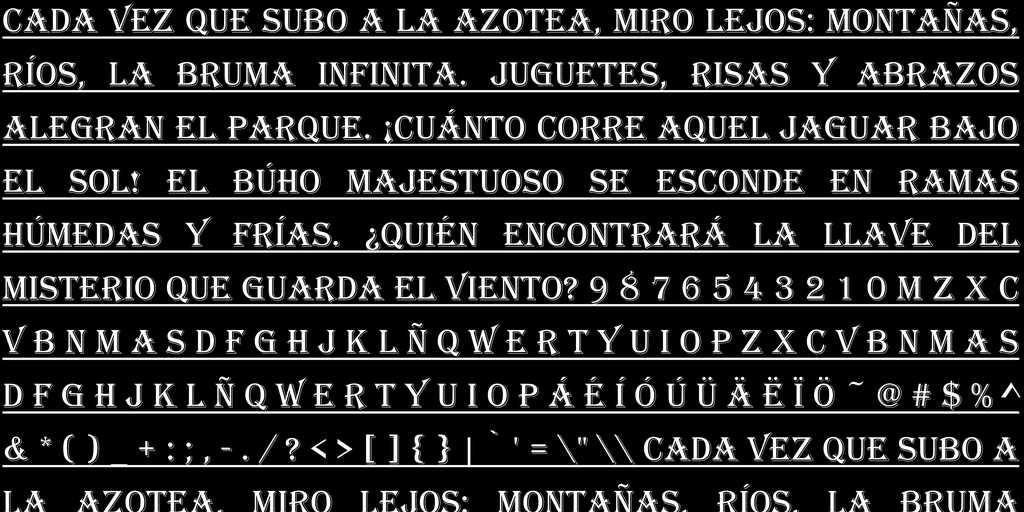 CADA VEZ QUE SUBO A LA AZOTEA, MIRO LEJOS: MONTAÑAS,
RÍOS, LA BRUMA INFINITA. JUGUETES, RISAS Y ABRAZOS
ALEGRAN EL PARQUE. ¡CUÁNTO CORRE AQUEL JAGUAR BAJO
EL SOL! EL BÚHO MAJESTUOSO SE ESCONDE EN RAMAS
HÚMEDAS Y FRÍAS. ¿QUIÉN ENCONTRARÁ LA LLAVE DEL
MISTERIO QUE GUARDA EL VIENTO? 9 8 7 6 5 4 3 2 1 0 M Z X C
V B N M A S D F G H J K L Ñ Q W E R T Y U I O P Z X C V B N M A S
D F G H J K L Ñ Q W E R T Y U I O P Á É Í Ó Ú Ü Ä Ë Ï Ö ~ @ # $ % ^
& * ( ) _ + : ; , - . / ? < > [ ] { } | ` ' = \ " \\ CADA VEZ QUE SUBO A
LA AZOTEA, MIRO LEJOS: MONTAÑAS, RÍOS, LA BRUMA